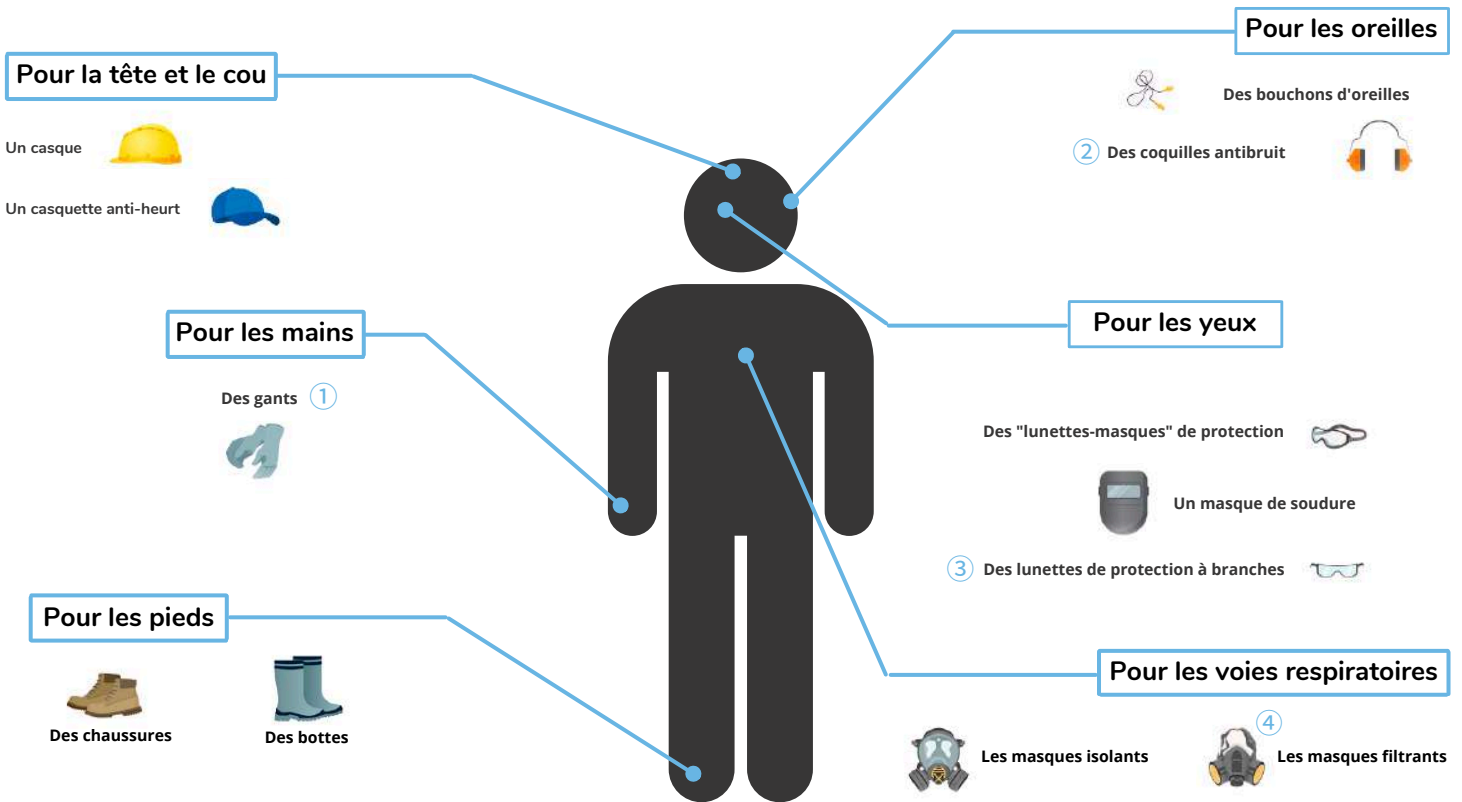 Pour la tête et le cou
Un casque
Un casquette anti-heurt
Pour les oreilles
Des bouchons d'oreilles
② Des coquilles antibruit
Pour les mains
Des gants ①
Pour les yeux
Des "lunettes-masques" de protection
Un masque de soudure
③ Des lunettes de protection à branches
Pour les pieds
Des chaussures
Des bottes
Pour les voies respiratoires
Les masques isolants
④
Les masques filtrants